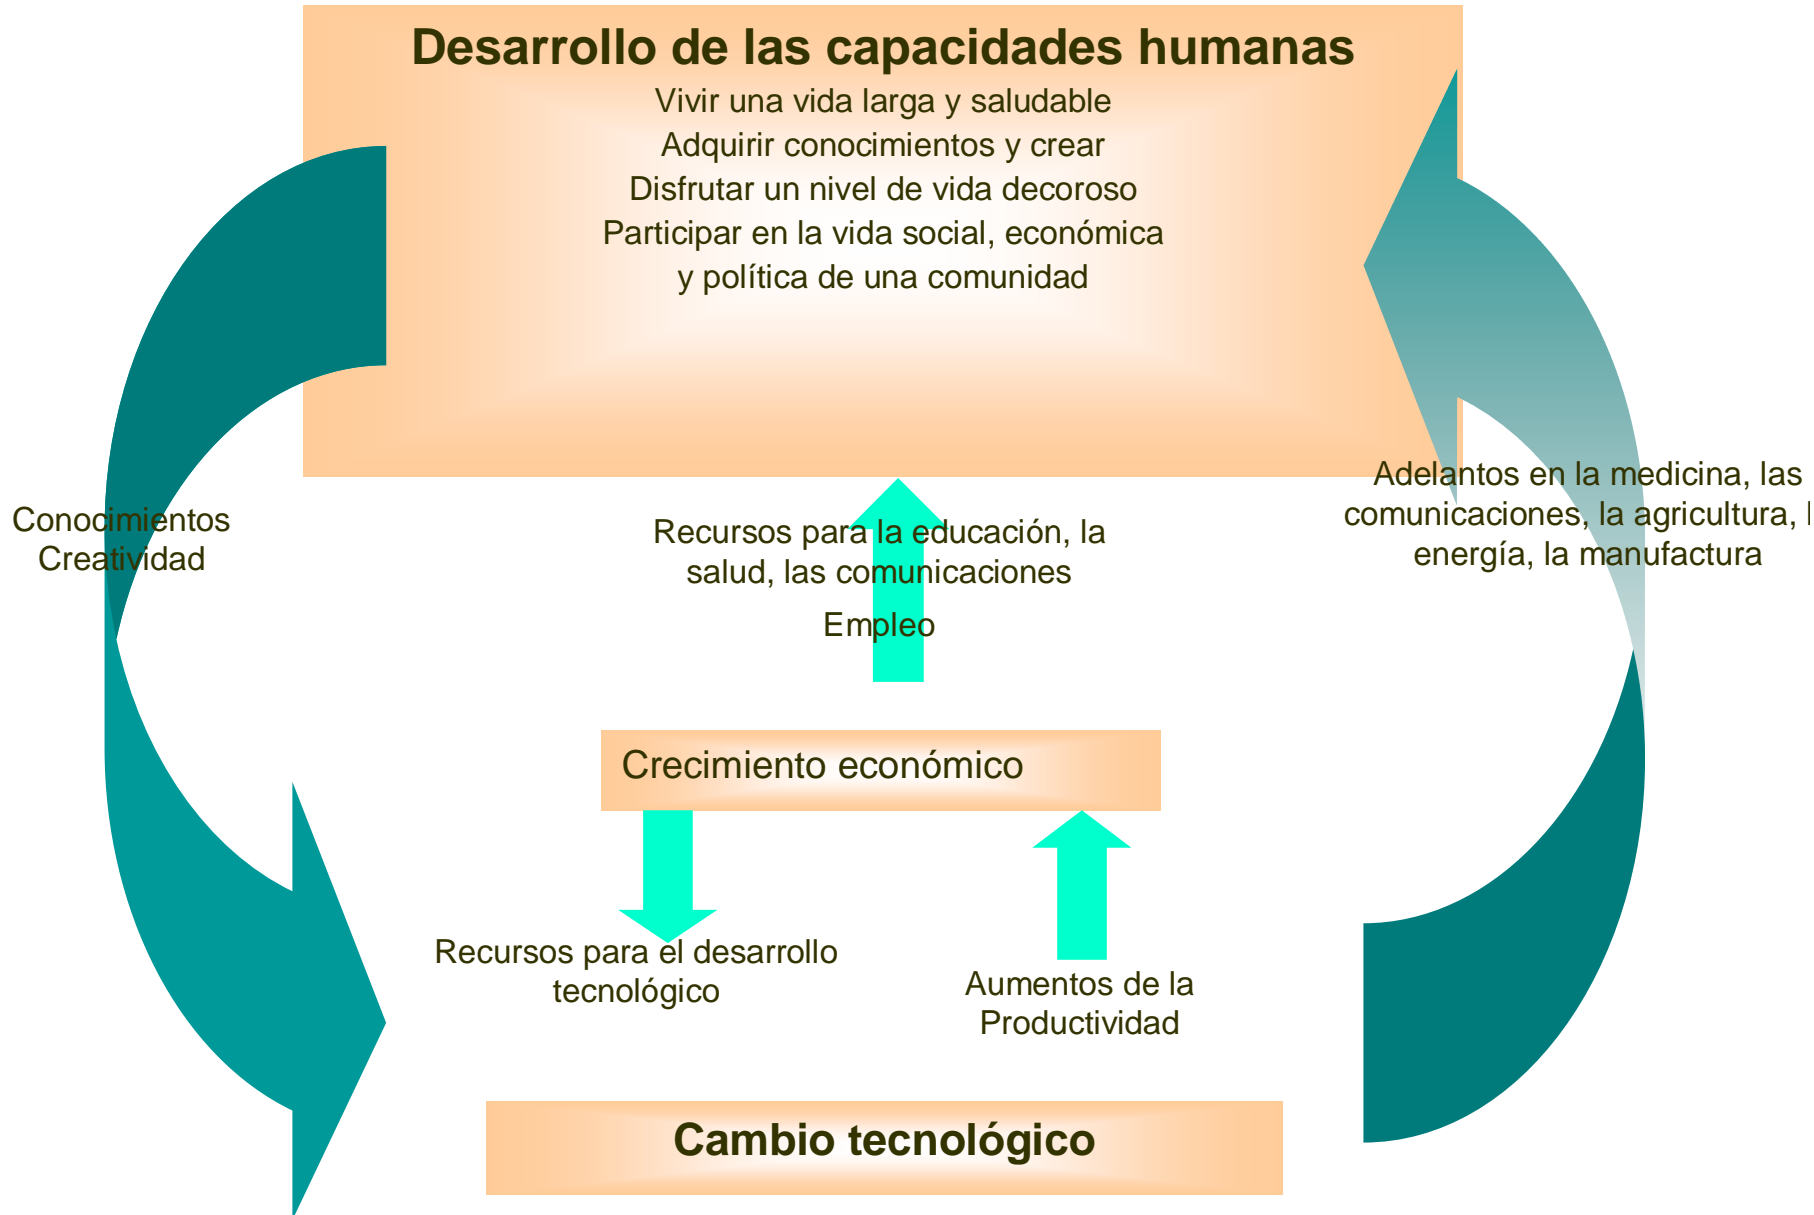 Desarrollo de las capacidades humanas
Vivir una vida larga y saludable
Adquirir conocimientos y crear
Disfrutar un nivel de vida decoroso
Participar en la vida social, económica
y política de una comunidad
Conocimientos
Creatividad
Recursos para la educación, la
salud, las comunicaciones
Empleo
Adelantos en la medicina, las
comunicaciones, la agricultura,
energía, la manufactura
Crecimiento económico
Recursos para el desarrollo
tecnológico
Aumentos de la
Productividad
Cambio tecnológico